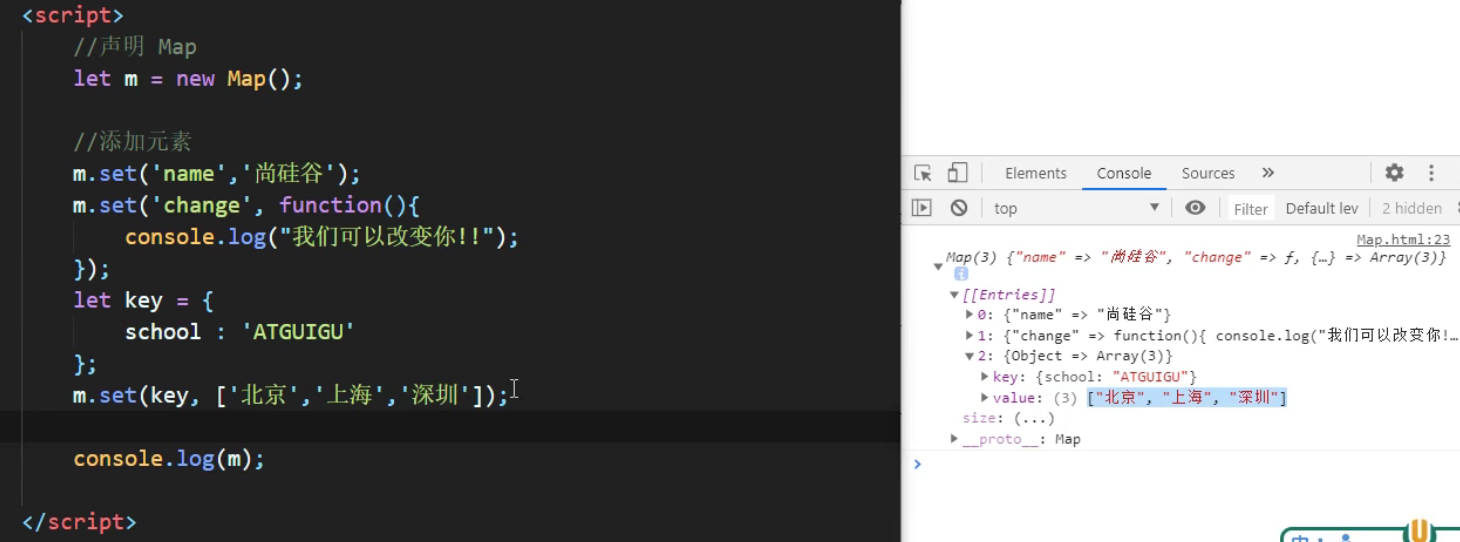 <script>
//声明 Map
let m = new Map();
//添加元素
m.set('name','尚硅谷');
m.set('change', function(){
console.log("我们可以改变你!!");
});
let key = {
school : 'ATGUIGU'
};
m.set(key, ['北京','上海','深圳']);
console.log(m);
</script>
Elements Console Sources »
top Filter Default lev 2 hidden
Map.html:23
Map(3) {"name" => "尚硅谷", "change" => ƒ, {…} => Array(3)}
[[Entries]]
0: {"name" => "尚硅谷"}
1: {"change" => function(){ console.log("我们可以改变你!…
2: {Object => Array(3)}
key: {school: "ATGUIGU"}
value: (3) ["北京", "上海", "深圳"]
size: (...)
__proto__: Map